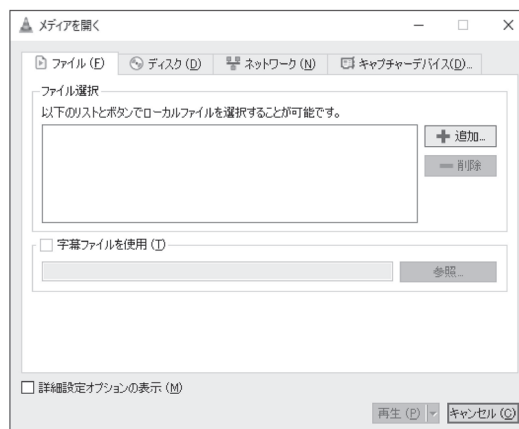 メディアを開く
ファイル (F)
ディスク (D)
ネットワーク (N)
キャプチャーデバイス(D)...
ファイル選択
以下のリストとボタンでローカルファイルを選択することが可能です。
追加...
削除
字幕ファイルを使用 (T)
参照...
詳細設定オプションの表示 (M)
再生 (P)
キャンセル (C)